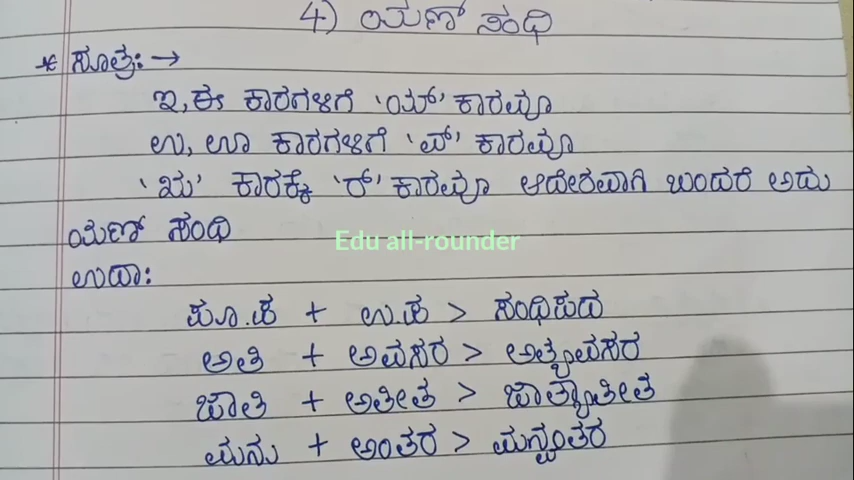 4) ಯಣ್ ಸಂಧಿ
* ಸೂತ್ರ: →
ಇ, ಈ ಕಾರಗಳಿಗೆ 'ಯ್' ಕಾರವೂ
ಉ, ಊ ಕಾರಗಳಿಗೆ 'ವ್' ಕಾರವೂ
'ಋ' ಕಾರಕ್ಕೆ 'ರ್' ಕಾರವೂ ಆದೇಶವಾಗಿ ಬಂದರೆ ಅದು
ಯಣ್ ಸಂಧಿ
Edu all-rounder
ಉದಾ:
ಪೂ.ಪ + ಉ.ಪ > ಸಂಧಿಪದ
ಅತಿ + ಅವಸರ > ಅತ್ಯವಸರ
ಜಾತಿ + ಅತೀತ > ಜಾತ್ಯಾತೀತ
ಮನು + ಅಂತರ > ಮನ್ವಂತರ